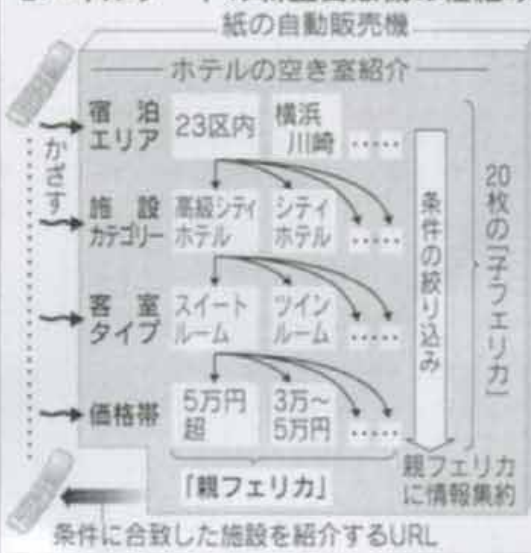 紙の自動販売機
ホテルの空き室紹介
かざす
宿泊
エリア
23区内
横浜
川崎
.....
施設
カテゴリー
高級シティ
ホテル
シティ
ホテル
.....
客室
タイプ
スイート
ルーム
ツイン
ルーム
.....
価格帯
5万円
超
3万〜
5万円
.....
条件の絞り込み
20枚の「子フェリカ」
「親フェリカ」
親フェリカ
に情報集約
条件に合致した施設を紹介するURL